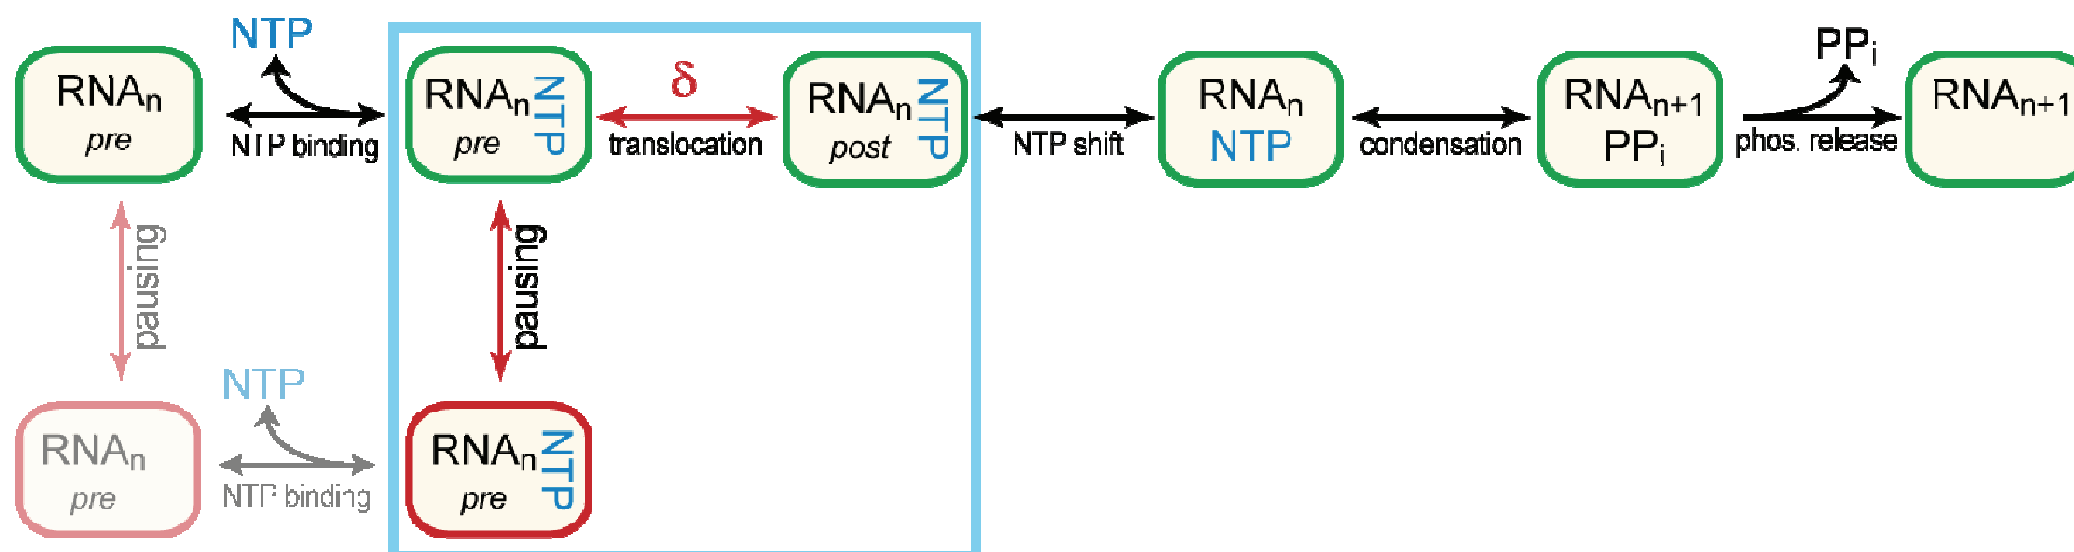 NTP
PPi
RNAn
pre
NTP binding
RNAn NTP
pre
δ
translocation
RNAn NTP
post
NTP shift
RNAn
NTP
condensation
RNAn+1
PPi
phos. release
RNAn+1
pausing
pausing
NTP
RNAn
pre
NTP binding
RNAn NTP
pre